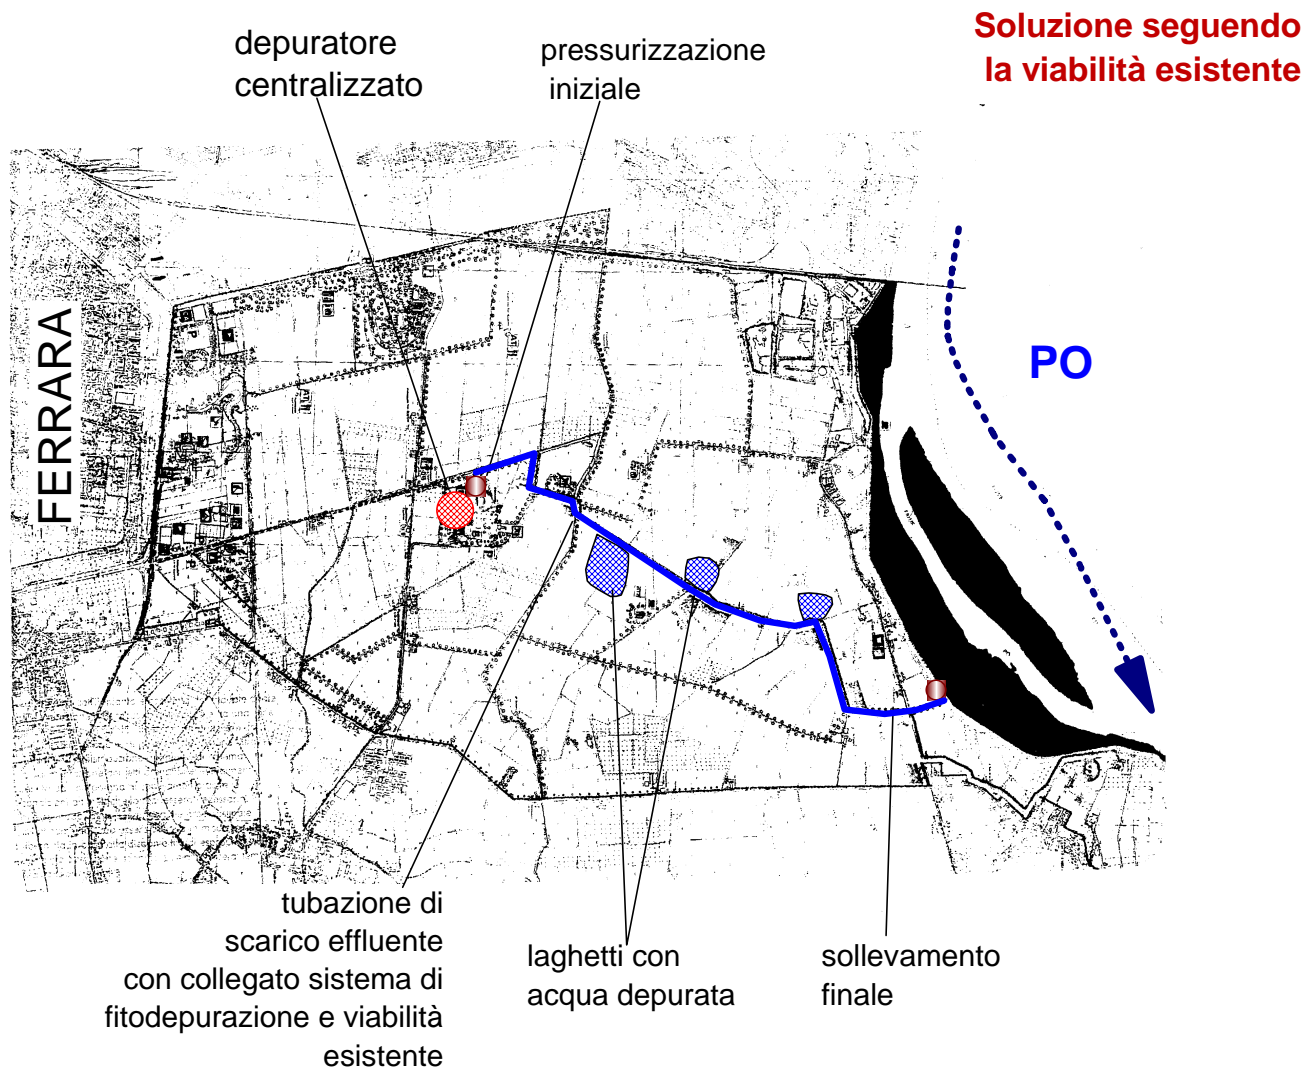 Soluzione seguendo
la viabilità esistente
depuratore
centralizzato
pressurizzazione
iniziale
FERRARA
PO
tubazione di
scarico effluente
con collegato sistema di
fitodepurazione e viabilità
esistente
laghetti con
acqua depurata
sollevamento
finale